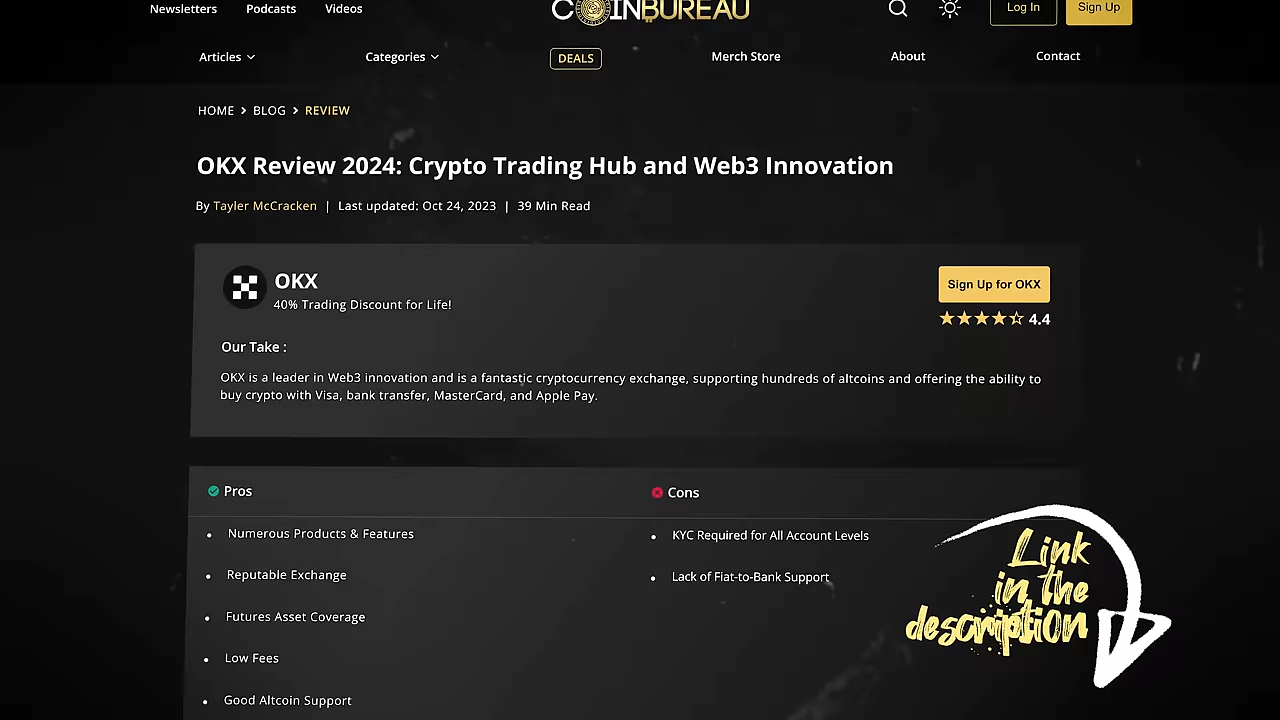 Newsletters Podcasts Videos COINBUREAU Log In Sign Up
Articles Categories DEALS Merch Store About Contact
HOME > BLOG > REVIEW
OKX Review 2024: Crypto Trading Hub and Web3 Innovation
By Tayler McCracken | Last updated: Oct 24, 2023 | 39 Min Read
OKX
40% Trading Discount for Life!
Sign Up for OKX
4.4
Our Take :
OKX is a leader in Web3 innovation and is a fantastic cryptocurrency exchange, supporting hundreds of altcoins and offering the ability to
buy crypto with Visa, bank transfer, MasterCard, and Apple Pay.
Pros
Numerous Products & Features
Reputable Exchange
Futures Asset Coverage
Low Fees
Good Altcoin Support
Cons
KYC Required for All Account Levels
Lack of Fiat-to-Bank Support
Link
in the
description